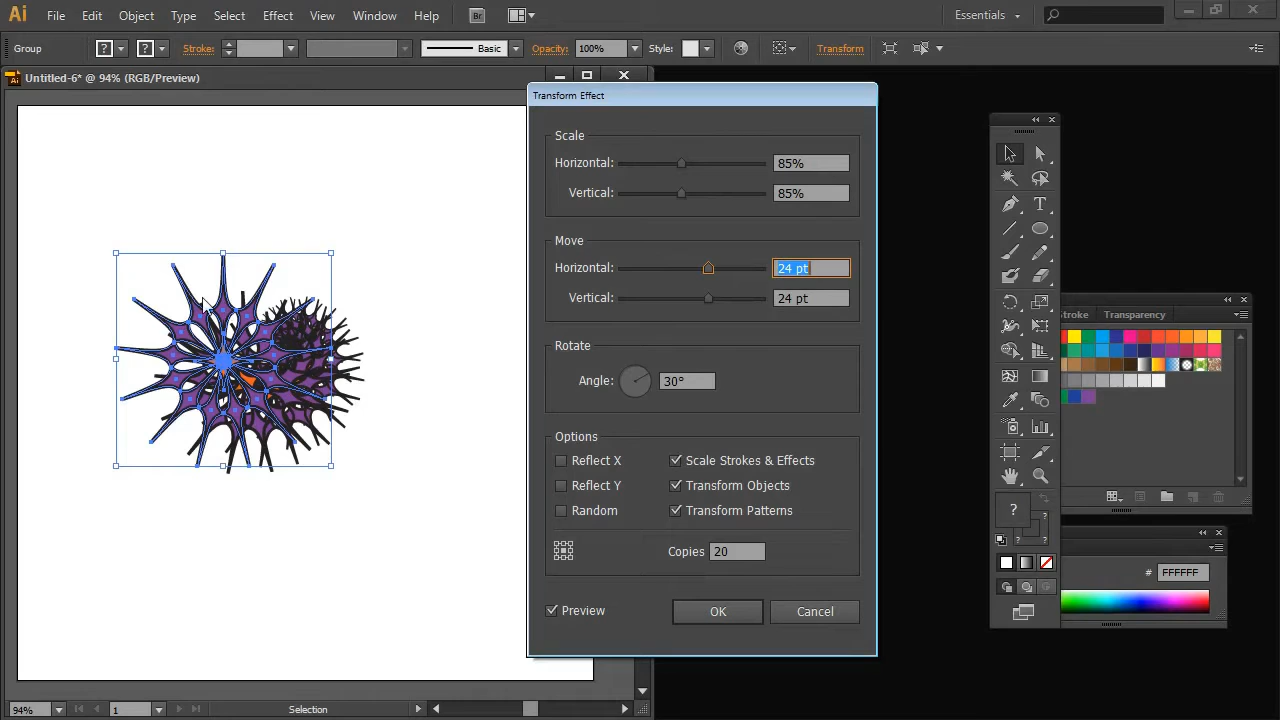 Ai File Edit Object Type Select Effect View Window Help Br Essentials
Group ? ? Stroke: Basic Opacity: 100% Style: Transform
Ai Untitled-6* @ 94% (RGB/Preview)
Transform Effect
Scale
Horizontal: 85%
Vertical: 85%
Move
Horizontal: 24 pt
Vertical: 24 pt
Rotate
Angle: 30°
Options
Reflect X Scale Strokes & Effects
Reflect Y Transform Objects
Random Transform Patterns
Copies 20
Preview OK Cancel
T
? ? ?
troke Transparency
# FFFFFF
94% 1 Selection